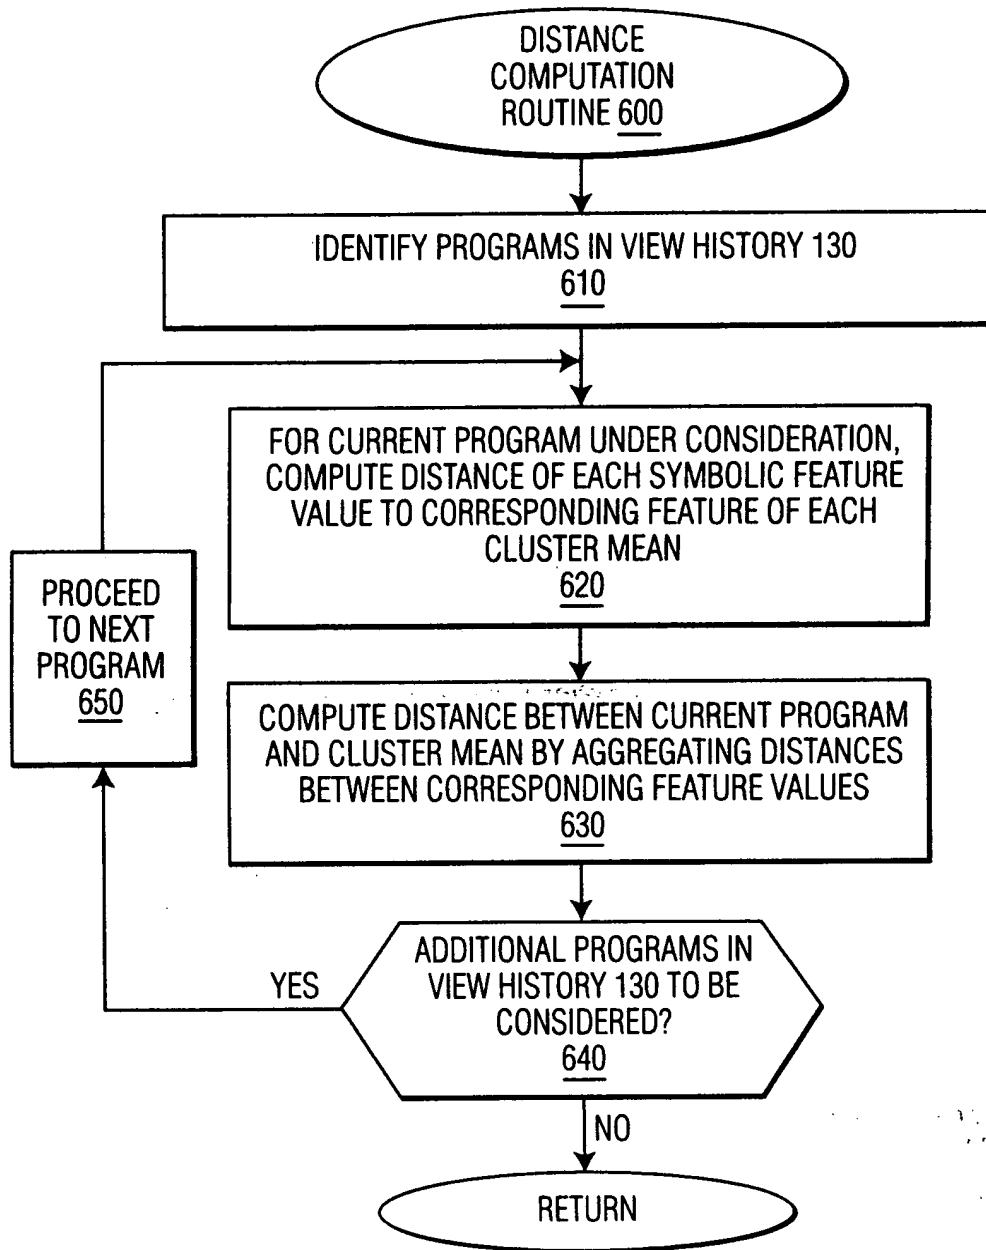 DISTANCE
COMPUTATION
ROUTINE 600
IDENTIFY PROGRAMS IN VIEW HISTORY 130
610
FOR CURRENT PROGRAM UNDER CONSIDERATION,
COMPUTE DISTANCE OF EACH SYMBOLIC FEATURE
VALUE TO CORRESPONDING FEATURE OF EACH
CLUSTER MEAN
620
PROCEED
TO NEXT
PROGRAM
650
COMPUTE DISTANCE BETWEEN CURRENT PROGRAM
AND CLUSTER MEAN BY AGGREGATING DISTANCES
BETWEEN CORRESPONDING FEATURE VALUES
630
YES
ADDITIONAL PROGRAMS IN
VIEW HISTORY 130 TO BE
CONSIDERED?
640
NO
RETURN